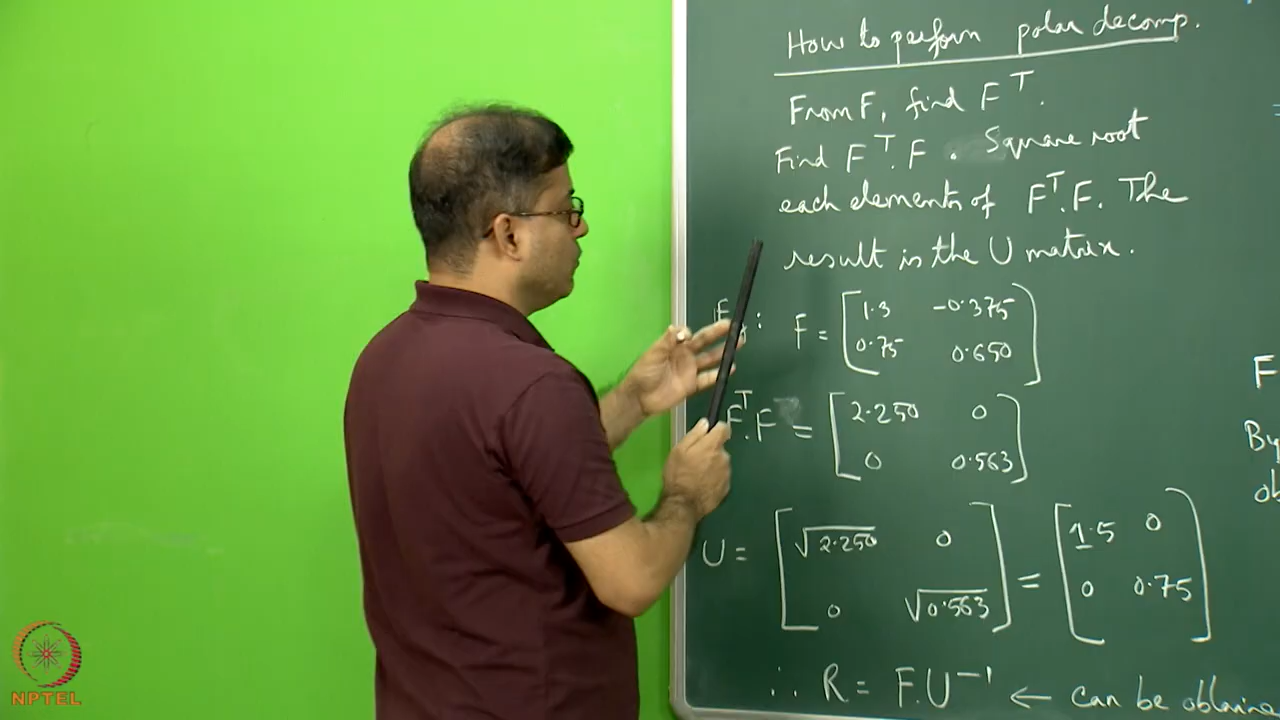 How to perform polar decomp.
From F, find F^T.
Find F^T.F. Square root
each elements of F^T.F. The
result is the U matrix.
F = [1.3 -0.375
0.75 0.650]
F^T.F = [2.250 0
0 0.563]
U = [√2.250 0
0 √0.563] = [1.5 0
0 0.75]
∴ R = F.U^-1 ← can be obtaine
F
By
ob
NPTEL